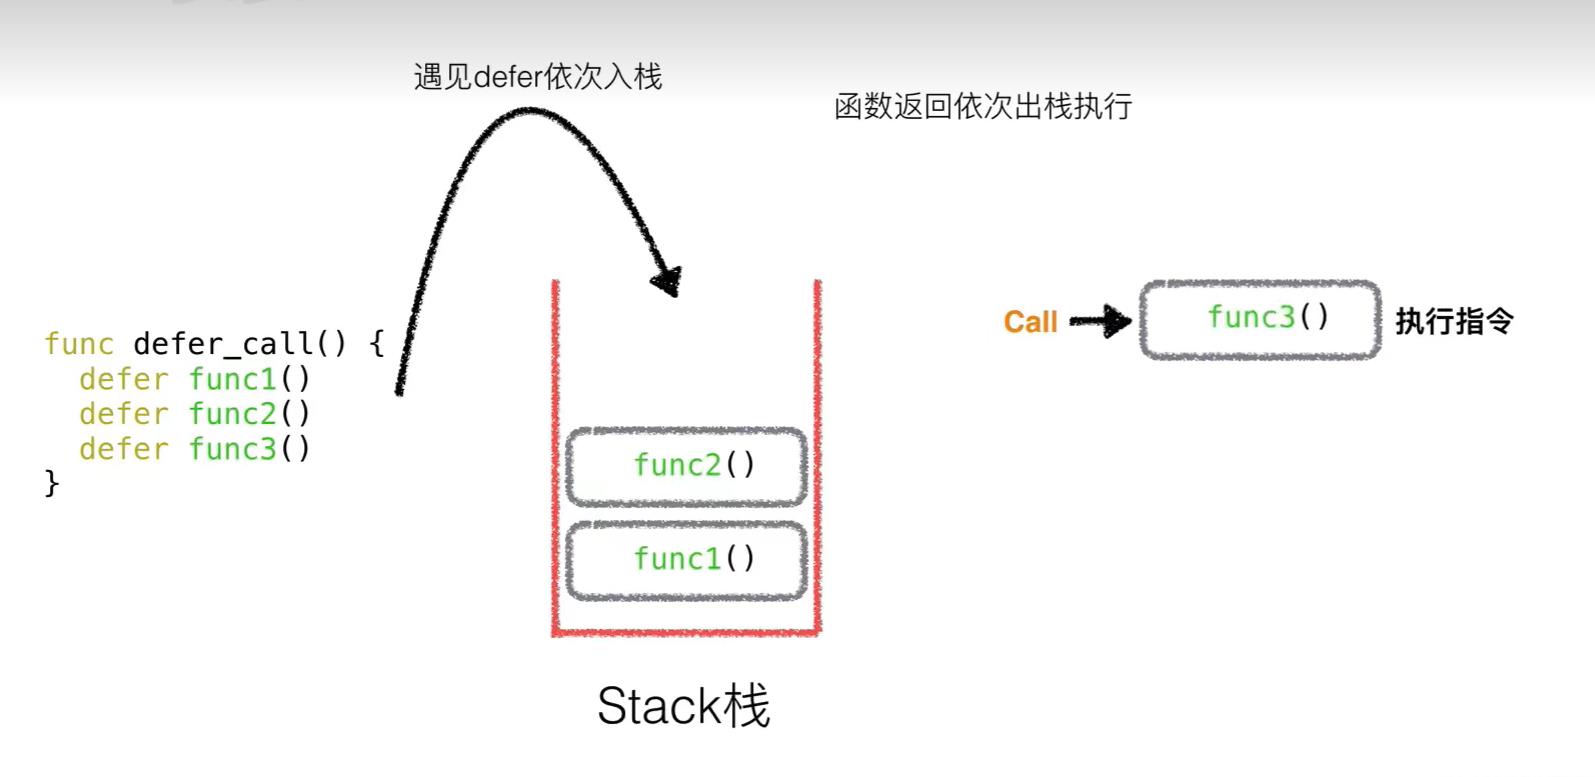 遇见defer依次入栈
函数返回依次出栈执行
func defer_call() {
  defer func1()
  defer func2()
  defer func3()
}
func2()
func1()
Stack栈
Call
func3()
执行指令